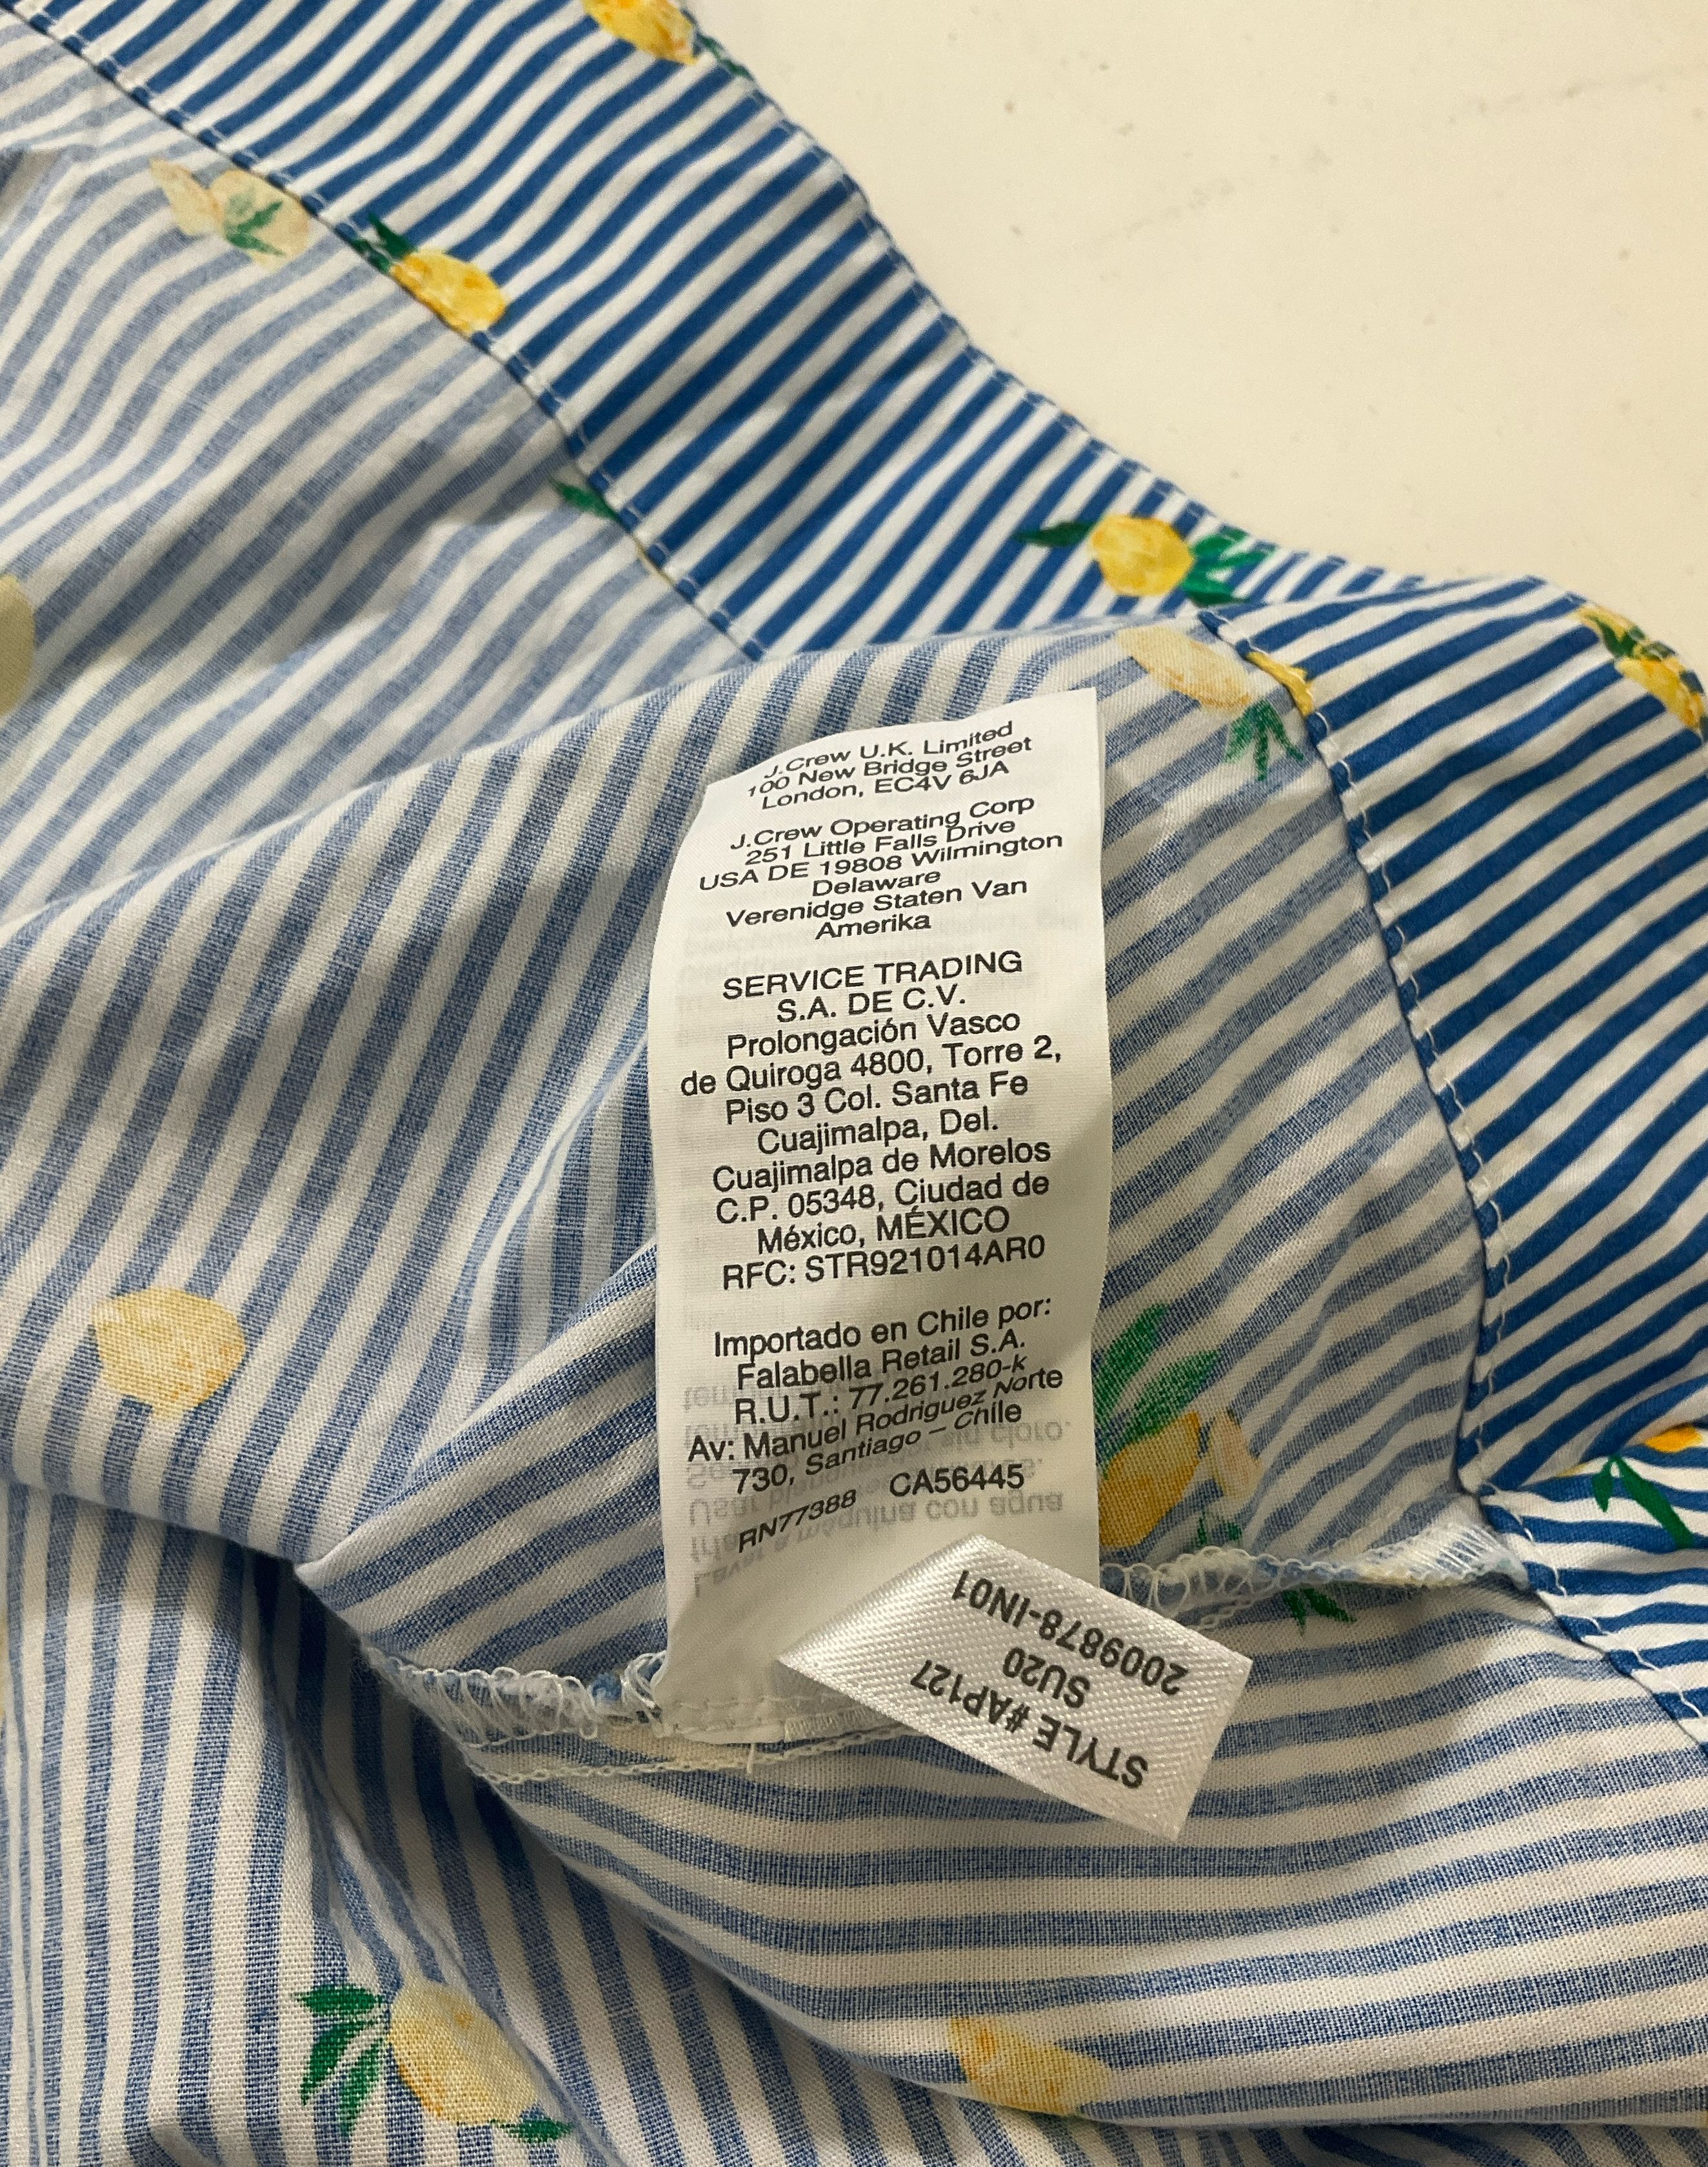 J.Crew U.K. Limited
100 New Bridge Street
London, EC4V 6JA
J.Crew Operating Corp
251 Little Falls Drive
USA DE 19808 Wilmington
Delaware
Verenidge Staten Van
Amerika
SERVICE TRADING
S.A. DE C.V.
Prolongación Vasco
de Quiroga 4800, Torre 2,
Piso 3 Col. Santa Fe
Cuajimalpa, Del.
Cuajimalpa de Morelos
C.P. 05348, Ciudad de
México, MÉXICO
RFC: STR921014AR0
Importado en Chile por:
Falabella Retail S.A.
R.U.T.: 77.261.280-k
Av: Manuel Rodriguez Norte
730, Santiago – Chile
RN77388 CA56445
STYLE #AP127
SU20
2009878-IN01